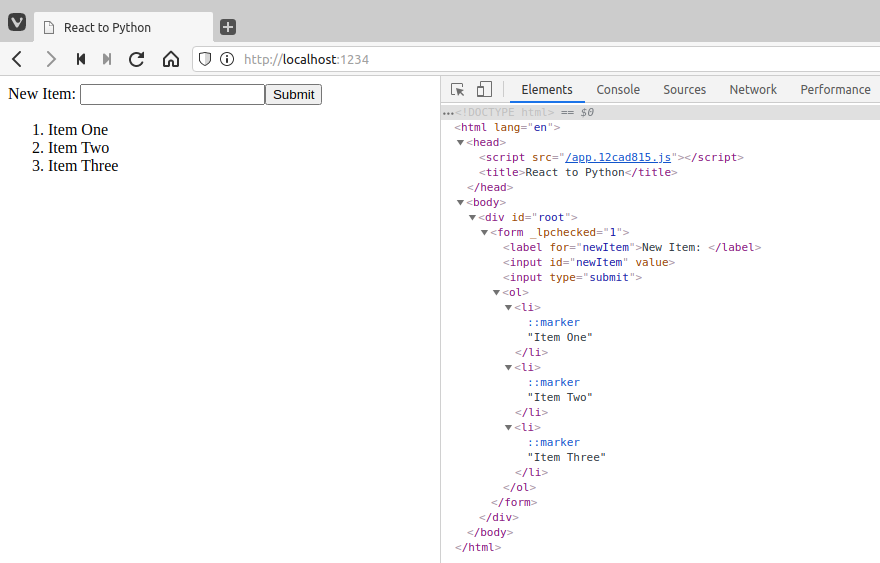 React to Python
http://localhost:1234
New Item: Submit
1. Item One
2. Item Two
3. Item Three
Elements Console Sources Network Performance
…<!DOCTYPE html> == $0
<html lang="en">
▼<head>
<script src="/app.12cad815.js"></script>
<title>React to Python</title>
</head>
▼<body>
▼<div id="root">
▼<form _lpchecked="1">
<label for="newItem">New Item: </label>
<input id="newItem" value>
<input type="submit">
▼<ol>
▼<li>
::marker
"Item One"
</li>
▼<li>
::marker
"Item Two"
</li>
▼<li>
::marker
"Item Three"
</li>
</ol>
</form>
</div>
</body>
</html>